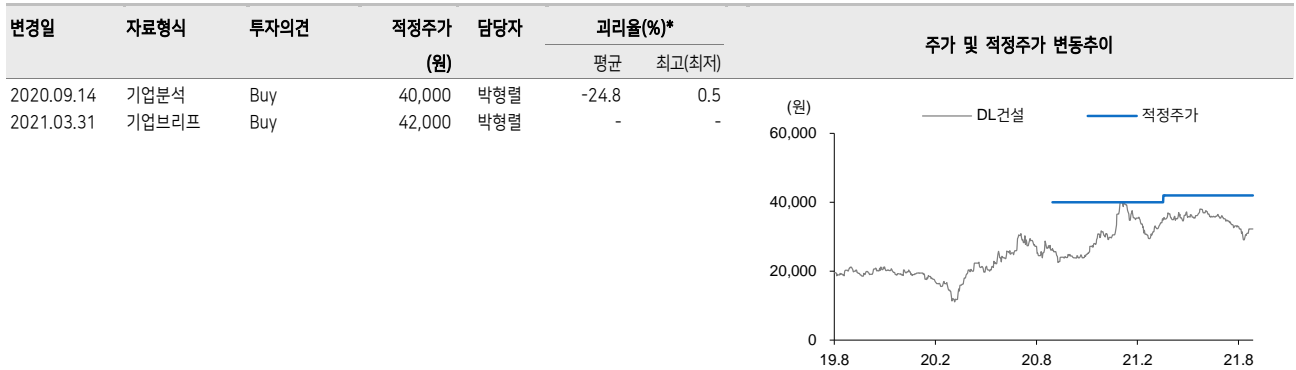 변경일 자료형식 투자의견 적정주가 담당자 괴리율(%)*
(원) 평균 최고(최저)
2020.09.14 기업분석 Buy 40,000 박형렬 -24.8 0.5
2021.03.31 기업브리프 Buy 42,000 박형렬 - -
주가 및 적정주가 변동추이
(원)
DL건설 적정주가
60,000
40,000
20,000
0
19.8 20.2 20.8 21.2 21.8